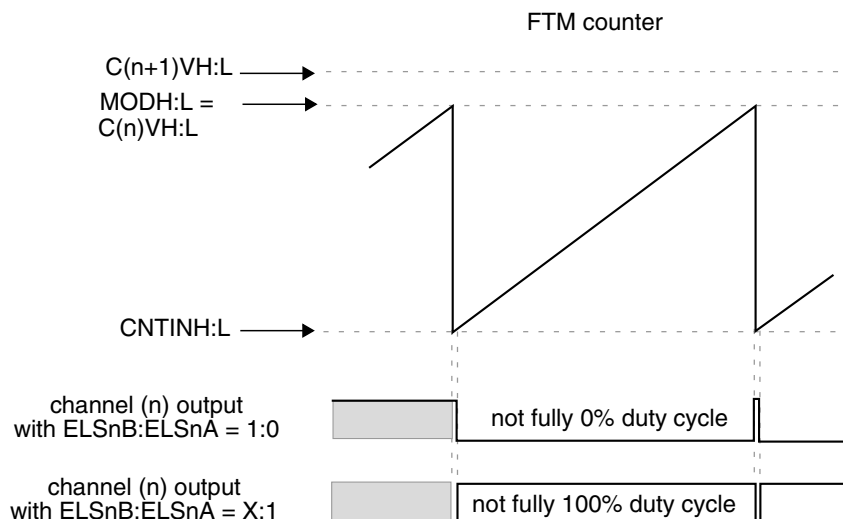 FTM counter
C(n+1)VH:L
MODH:L =
C(n)VH:L
CNTINH:L
channel (n) output
with ELSnB:ELSnA = 1:0
not fully 0% duty cycle
channel (n) output
with ELSnB:ELSnA = X:1
not fully 100% duty cycle